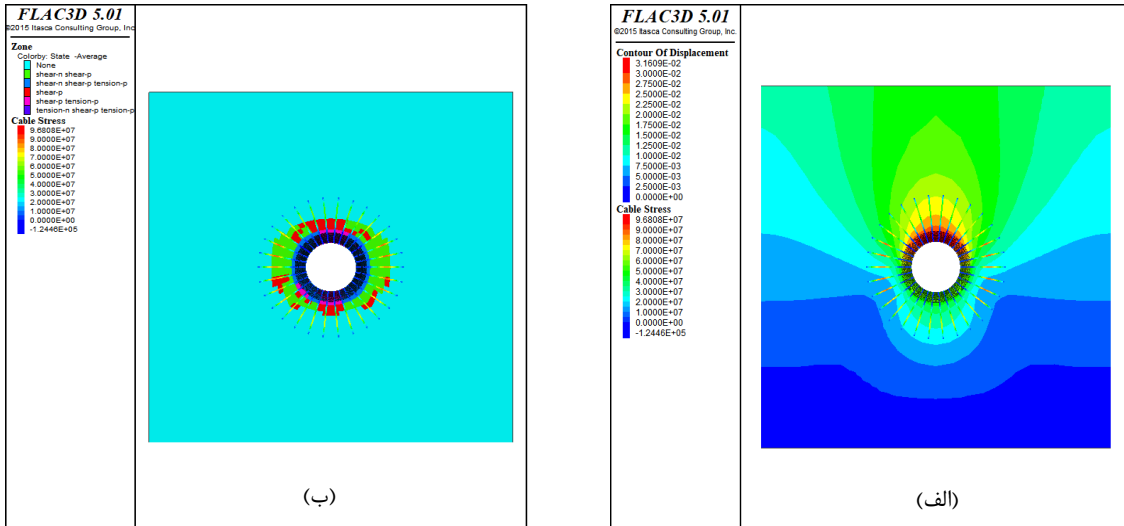 FLAC3D 5.01
©2015 Itasca Consulting Group, Inc.
Contour Of Displacement
3.1609E-02
3.0000E-02
2.7500E-02
2.5000E-02
2.2500E-02
2.0000E-02
1.7500E-02
1.5000E-02
1.2500E-02
1.0000E-02
7.5000E-03
5.0000E-03
2.5000E-03
0.0000E+00
Cable Stress
9.6808E+07
9.0000E+07
8.0000E+07
7.0000E+07
6.0000E+07
5.0000E+07
4.0000E+07
3.0000E+07
2.0000E+07
1.0000E+07
0.0000E+00
-1.2446E+05
(الف)
FLAC3D 5.01
©2015 Itasca Consulting Group, Inc
Zone
Colorby: State -Average
None
shear-n shear-p
shear-n shear-p tension-p
shear-p
shear-p tension-p
tension-n shear-p tension-p
Cable Stress
9.6808E+07
9.0000E+07
8.0000E+07
7.0000E+07
6.0000E+07
5.0000E+07
4.0000E+07
3.0000E+07
2.0000E+07
1.0000E+07
0.0000E+00
-1.2446E+05
(ب)